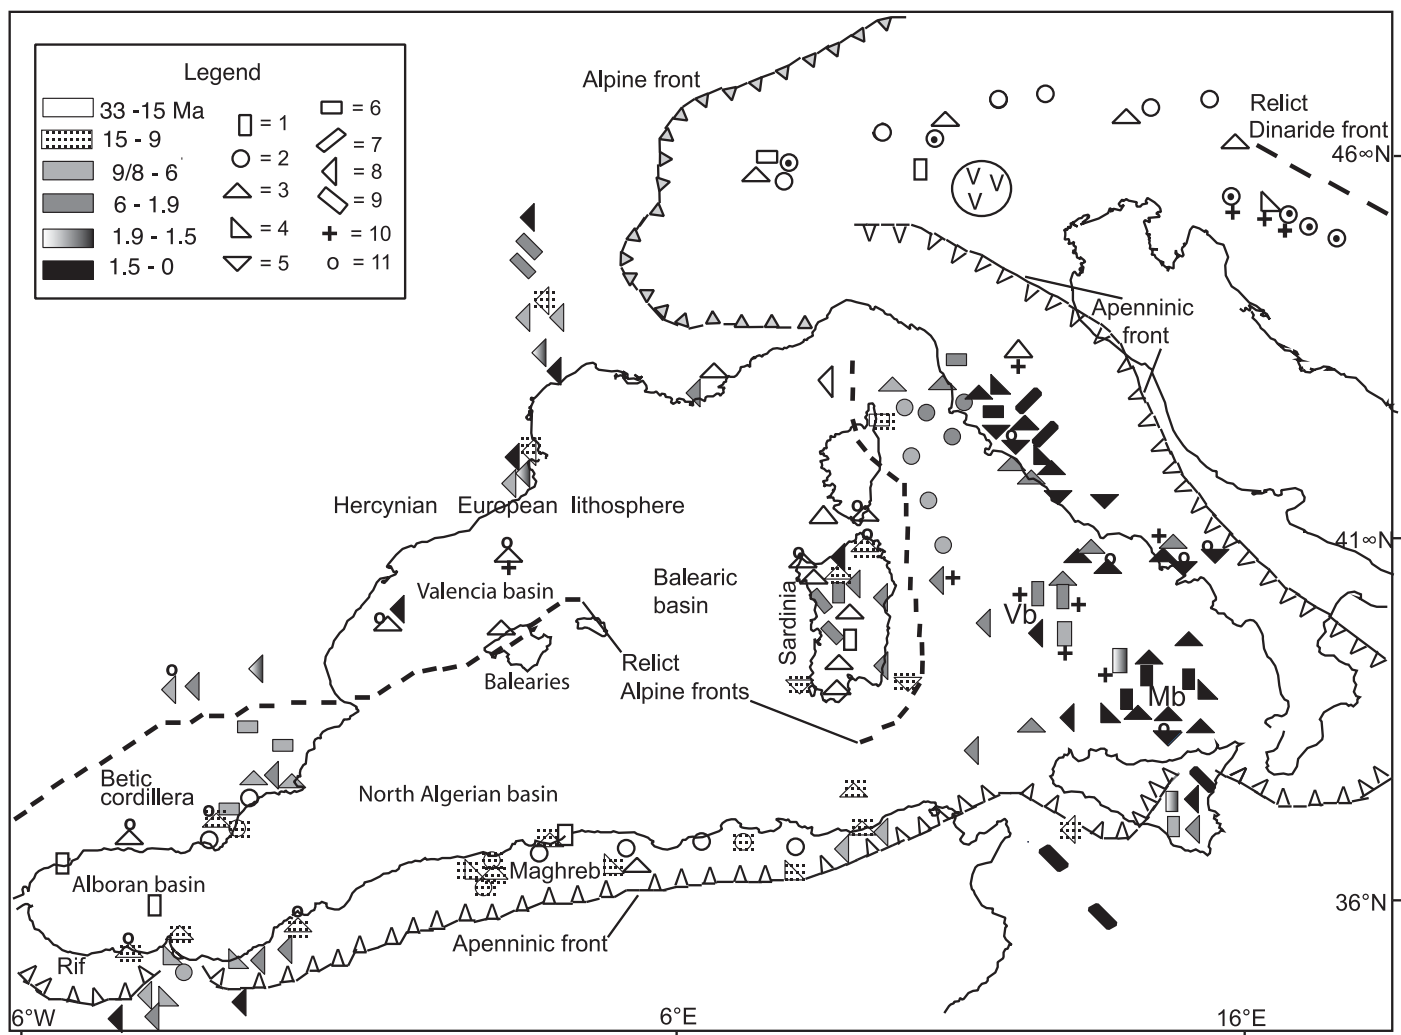 Legend
33 -15 Ma
15 - 9
9/8 - 6
6 - 1.9
1.9 - 1.5
1.5 - 0
= 1
= 2
= 3
= 4
= 5
= 6
= 7
= 8
= 9
= 10
= 11
Alpine front
Relict
Dinaride front
46∞N
V V
V
Apenninic
front
Hercynian European lithosphere
41∞N
Valencia basin
Balearic
basin
Sardinia
Vb
Relict
Alpine fronts
Balearies
Mb
Betic
cordillera
North Algerian basin
Maghreb
Alboran basin
36°N
Apenninic front
Rif
6°W
6°E
16°E